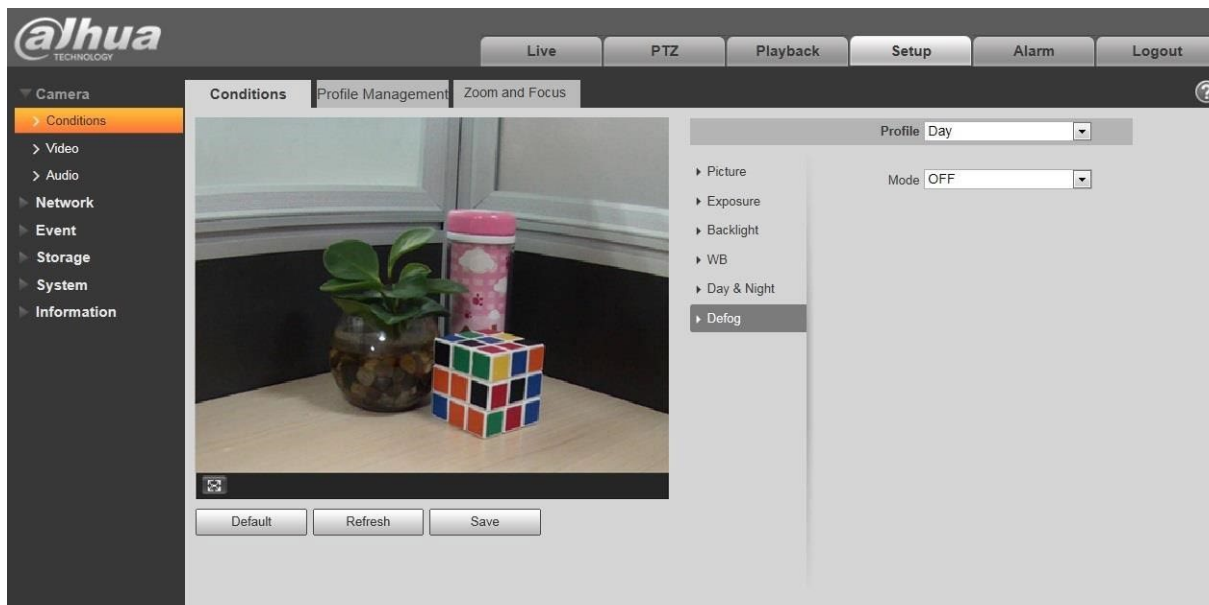 alhua
TECHNOLOGY
Live
PTZ
Playback
Setup
Alarm
Logout
Camera
Conditions
Video
Audio
Network
Event
Storage
System
Information
Conditions
Profile Management
Zoom and Focus
?
Profile Day
Mode OFF
Picture
Exposure
Backlight
WB
Day & Night
Defog
Default
Refresh
Save